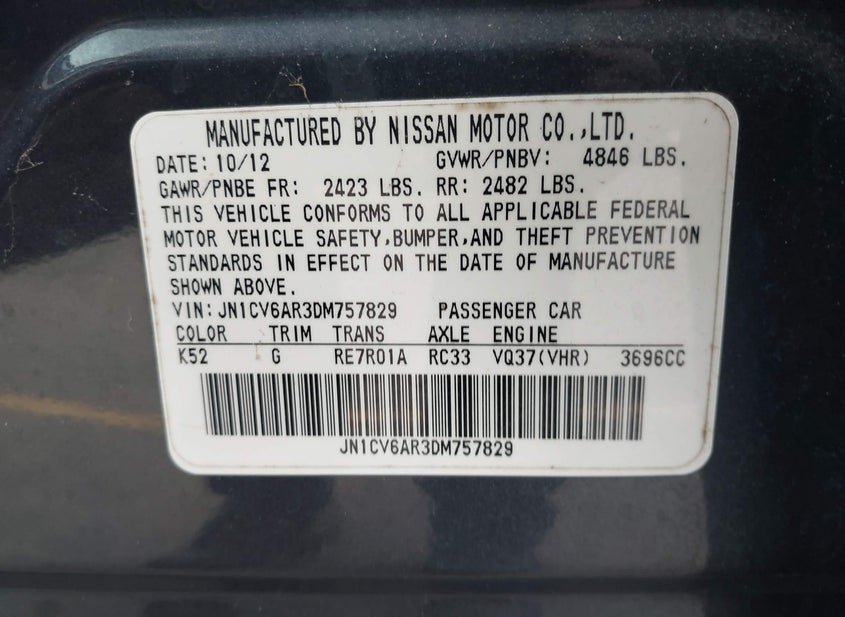 MANUFACTURED BY NISSAN MOTOR CO.,LTD.
DATE: 10/12 GVWR/PNBV: 4846 LBS.
GAWR/PNBE FR: 2423 LBS. RR: 2482 LBS.
THIS VEHICLE CONFORMS TO ALL APPLICABLE FEDERAL
MOTOR VEHICLE SAFETY,BUMPER,AND THEFT PREVENTION
STANDARDS IN EFFECT ON THE DATE OF MANUFACTURE
SHOWN ABOVE.
VIN: JN1CV6AR3DM757829 PASSENGER CAR
COLOR TRIM TRANS AXLE ENGINE
K52 G RE7R01A RC33 VQ37(VHR) 3696CC
JN1CV6AR3DM757829